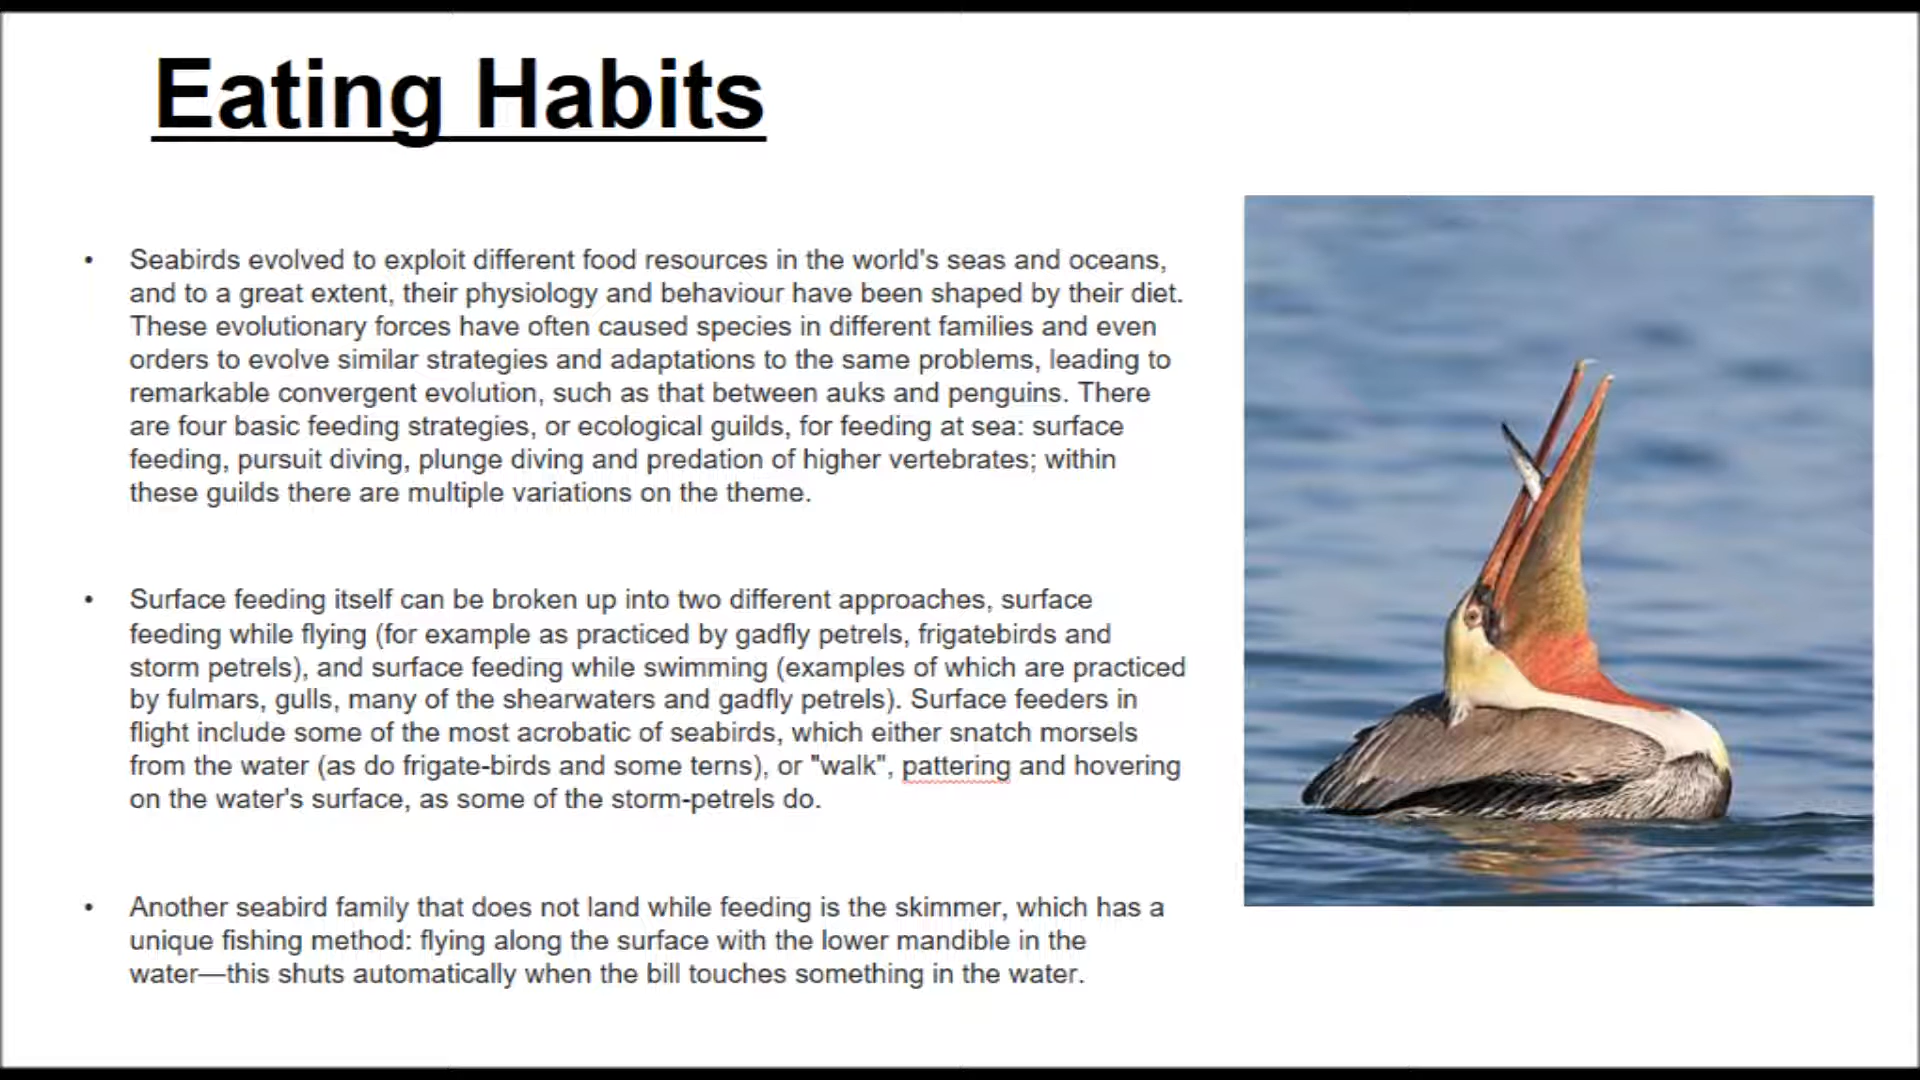 Eating Habits
• Seabirds evolved to exploit different food resources in the world's seas and oceans,
and to a great extent, their physiology and behaviour have been shaped by their diet.
These evolutionary forces have often caused species in different families and even
orders to evolve similar strategies and adaptations to the same problems, leading to
remarkable convergent evolution, such as that between auks and penguins. There
are four basic feeding strategies, or ecological guilds, for feeding at sea: surface
feeding, pursuit diving, plunge diving and predation of higher vertebrates; within
these guilds there are multiple variations on the theme.
• Surface feeding itself can be broken up into two different approaches, surface
feeding while flying (for example as practiced by gadfly petrels, frigatebirds and
storm petrels), and surface feeding while swimming (examples of which are practiced
by fulmars, gulls, many of the shearwaters and gadfly petrels). Surface feeders in
flight include some of the most acrobatic of seabirds, which either snatch morsels
from the water (as do frigate-birds and some terns), or "walk", pattering and hovering
on the water's surface, as some of the storm-petrels do.
• Another seabird family that does not land while feeding is the skimmer, which has a
unique fishing method: flying along the surface with the lower mandible in the
water—this shuts automatically when the bill touches something in the water.